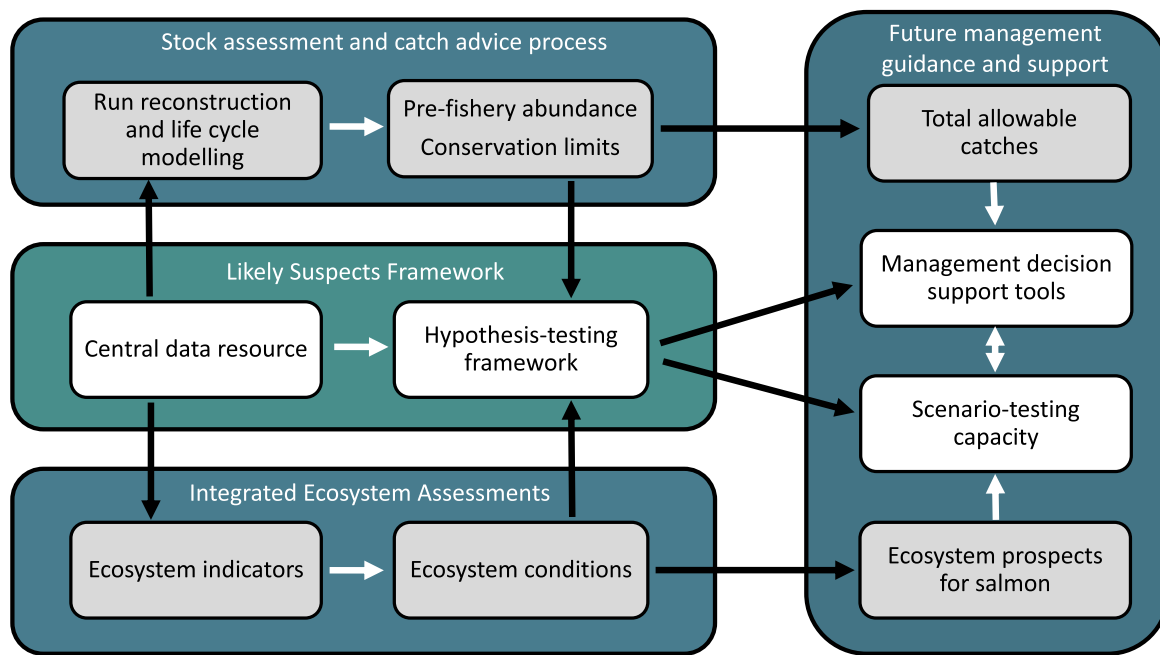 Stock assessment and catch advice process
Run reconstruction
and life cycle
modelling
Pre-fishery abundance
Conservation limits
Likely Suspects Framework
Central data resource
Hypothesis-testing
framework
Integrated Ecosystem Assessments
Ecosystem indicators
Ecosystem conditions
Future management
guidance and support
Total allowable
catches
Management decision
support tools
Scenario-testing
capacity
Ecosystem prospects
for salmon